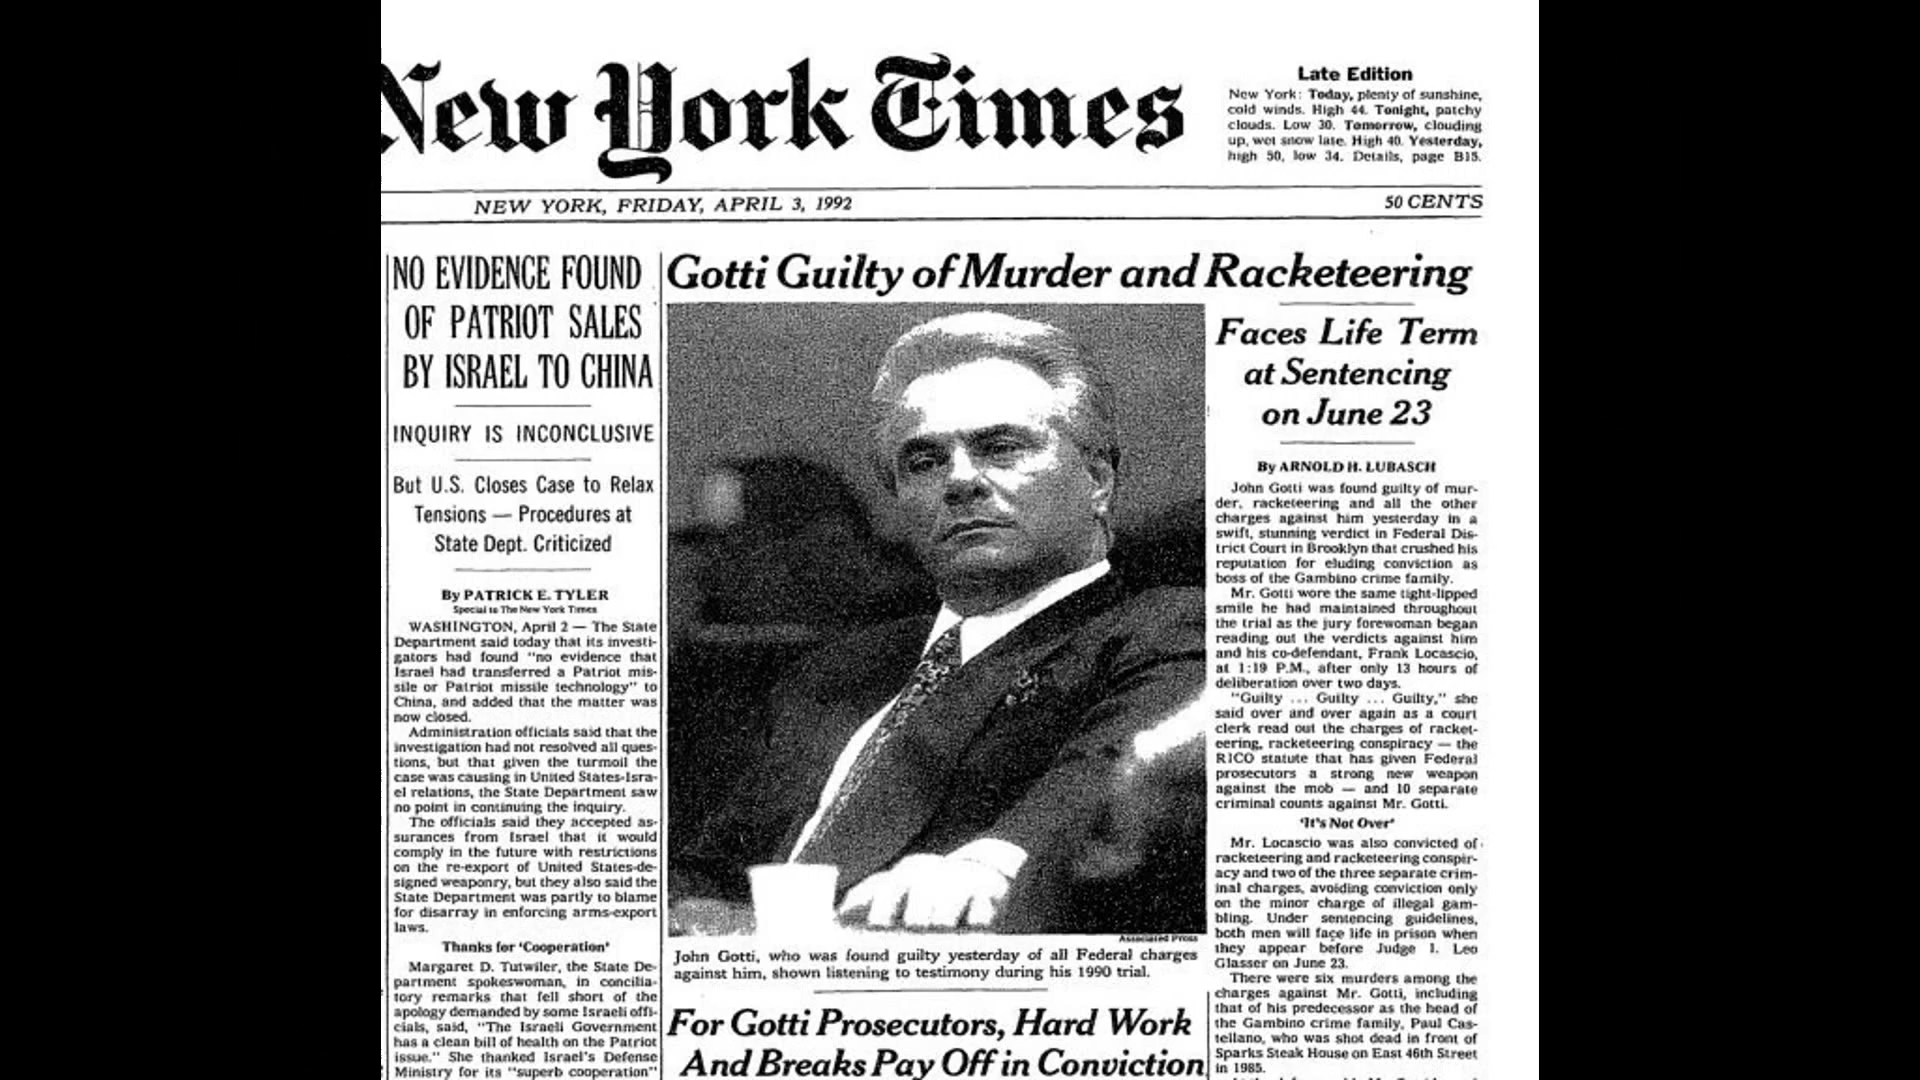 New York Times
Late Edition
New York: Today, plenty of sunshine,
cold winds. High 44. Tonight, patchy
clouds. Low 30. Tomorrow, clouding
up, wet snow late. High 40. Yesterday,
high 50, low 34. Details, page B15.
NEW YORK, FRIDAY, APRIL 3, 1992
50 CENTS
NO EVIDENCE FOUND
OF PATRIOT SALES
BY ISRAEL TO CHINA
INQUIRY IS INCONCLUSIVE
But U.S. Closes Case to Relax
Tensions — Procedures at
State Dept. Criticized
By PATRICK E. TYLER
Special to The New York Times
WASHINGTON, April 2 — The State
Department said today that its investi-
gators had found "no evidence that
Israel had transferred a Patriot mis-
sile or Patriot missile technology" to
China, and added that the matter was
now closed.
Administration officials said that the
investigation had not resolved all ques-
tions, but that given the turmoil the
case was causing in United States-Isra-
el relations, the State Department saw
no point in continuing the inquiry.
The officials said they accepted as-
surances from Israel that it would
comply in the future with restrictions
on the re-export of United States-de-
signed weaponry, but they also said the
State Department was partly to blame
for disarray in enforcing arms-export
laws.
Thanks for 'Cooperation'
Margaret D. Tutwiler, the State De-
partment spokeswoman, in concilia-
tory remarks that fell short of the
apology demanded by some Israeli offi-
cials, said, "The Israeli Government
has a clean bill of health on the Patriot
issue." She thanked Israel's Defense
Ministry for its "superb cooperation"
Gotti Guilty of Murder and Racketeering
Associated Press
John Gotti, who was found guilty yesterday of all Federal charges
against him, shown listening to testimony during his 1990 trial.
For Gotti Prosecutors, Hard Work
And Breaks Pay Off in Conviction
Faces Life Term
at Sentencing
on June 23
By ARNOLD H. LUBASCH
John Gotti was found guilty of mur-
der, racketeering and all the other
charges against him yesterday in a
swift, stunning verdict in Federal Dis-
trict Court in Brooklyn that crushed his
reputation for eluding conviction as
boss of the Gambino crime family.
Mr. Gotti wore the same tight-lipped
smile he had maintained throughout
the trial as the jury forewoman began
reading out the verdicts against him
and his co-defendant, Frank Locascio,
at 1:19 P.M., after only 13 hours of
deliberation over two days.
"Guilty ... Guilty ... Guilty," she
said over and over again as a court
clerk read out the charges of racket-
eering, racketeering conspiracy — the
RICO statute that has given Federal
prosecutors a strong new weapon
against the mob — and 10 separate
criminal counts against Mr. Gotti.
'It's Not Over'
Mr. Locascio was also convicted of
racketeering and racketeering conspir-
acy and two of the three separate crim-
inal charges, avoiding conviction only
on the minor charge of illegal gam-
bling. Under sentencing guidelines,
both men will face life in prison when
they appear before Judge I. Leo
Glasser on June 23.
There were six murders among the
charges against Mr. Gotti, including
that of his predecessor as the head of
the Gambino crime family, Paul Cas-
tellano, who was shot dead in front of
Sparks Steak House on East 46th Street
in 1985.